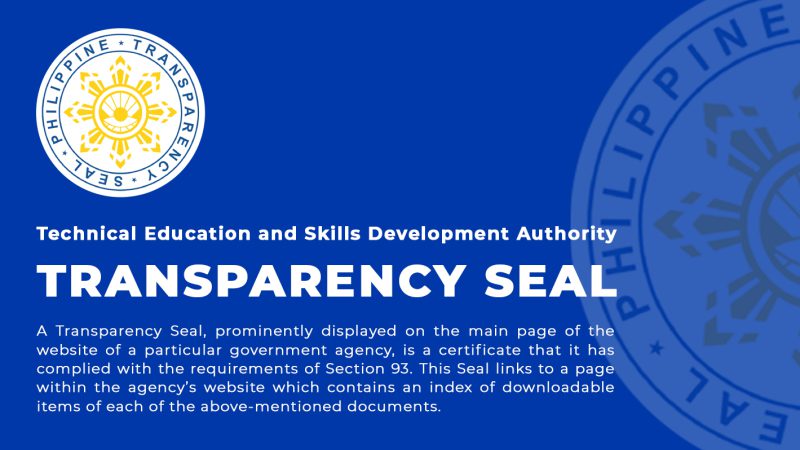 PHILIPPINE ★ TRANSPARENCY ★ SEAL ★
PHILIPPINE
SEAL
Technical Education and Skills Development Authority
TRANSPARENCY SEAL
A Transparency Seal, prominently displayed on the main page of the
website of a particular government agency, is a certificate that it has
complied with the requirements of Section 93. This Seal links to a page
within the agency’s website which contains an index of downloadable
items of each of the above-mentioned documents.